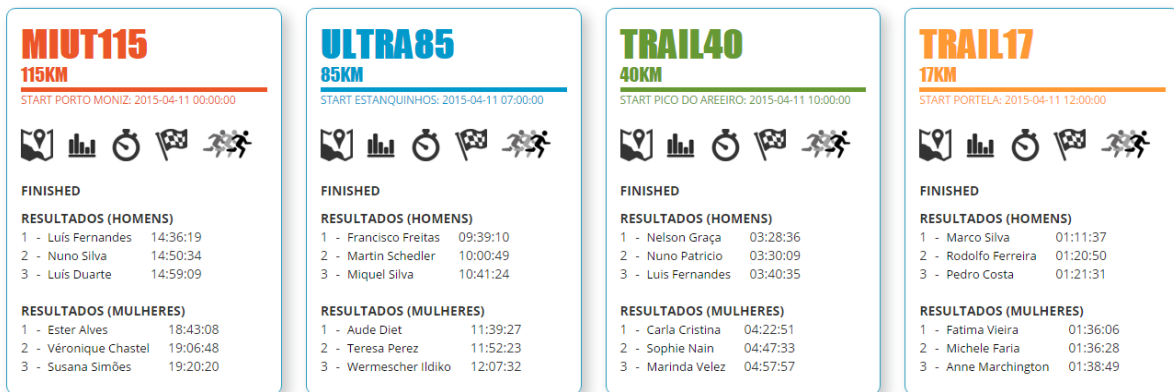 MIUT115
115KM
START PORTO MONIZ: 2015-04-11 00:00:00
FINISHED
RESULTADOS (HOMENS)
1 - Luís Fernandes 14:36:19
2 - Nuno Silva 14:50:34
3 - Luís Duarte 14:59:09
RESULTADOS (MULHERES)
1 - Ester Alves 18:43:08
2 - Véronique Chastel 19:06:48
3 - Susana Simões 19:20:20
ULTRA85
85KM
START ESTANQUINHOS: 2015-04-11 07:00:00
FINISHED
RESULTADOS (HOMENS)
1 - Francisco Freitas 09:39:10
2 - Martin Schedler 10:00:49
3 - Miquel Silva 10:41:24
RESULTADOS (MULHERES)
1 - Aude Diet 11:39:27
2 - Teresa Perez 11:52:23
3 - Wermescher Ildiko 12:07:32
TRAIL40
40KM
START PICO DO AREEIRO: 2015-04-11 10:00:00
FINISHED
RESULTADOS (HOMENS)
1 - Nelson Graça 03:28:36
2 - Nuno Patricio 03:30:09
3 - Luis Fernandes 03:40:35
RESULTADOS (MULHERES)
1 - Carla Cristina 04:22:51
2 - Sophie Nain 04:47:33
3 - Marinda Velez 04:57:57
TRAIL17
17KM
START PORTELA: 2015-04-11 12:00:00
FINISHED
RESULTADOS (HOMENS)
1 - Marco Silva 01:11:37
2 - Rodolfo Ferreira 01:20:50
3 - Pedro Costa 01:21:31
RESULTADOS (MULHERES)
1 - Fatima Vieira 01:36:06
2 - Michele Faria 01:36:28
3 - Anne Marchington 01:38:49